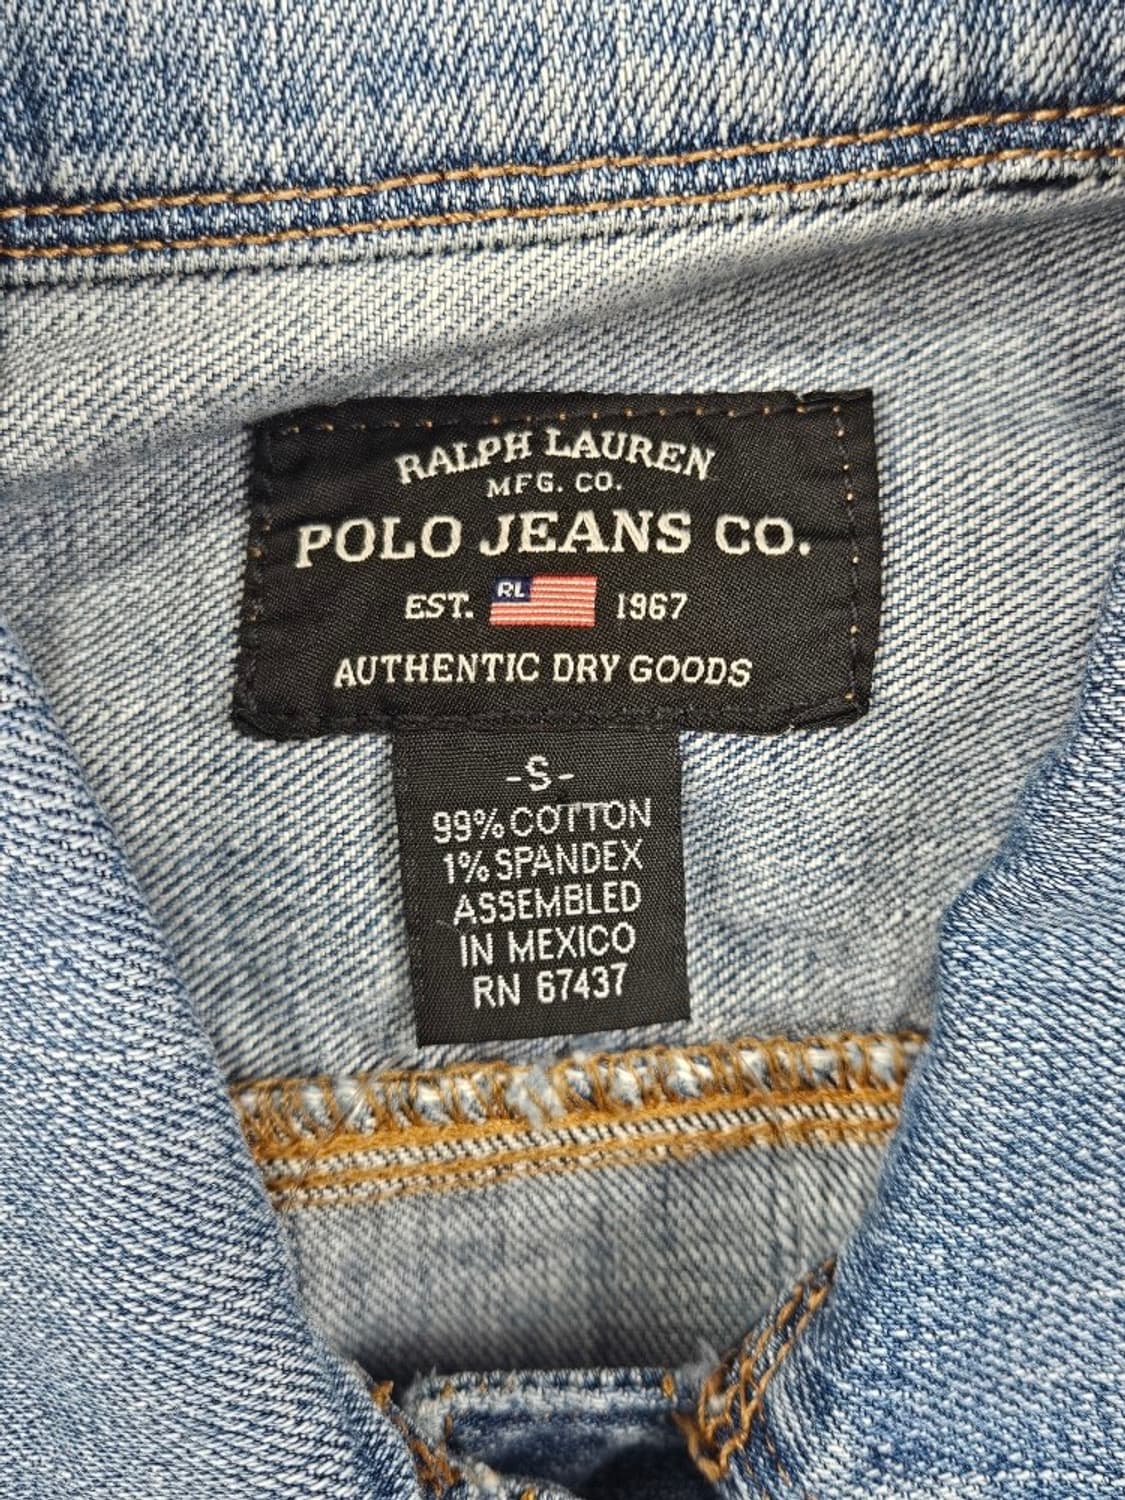 RALPH LAUREN
MFG. CO.
POLO JEANS CO.
EST. RL 1967
AUTHENTIC DRY GOODS
-S-
99% COTTON
1% SPANDEX
ASSEMBLED
IN MEXICO
RN 67437